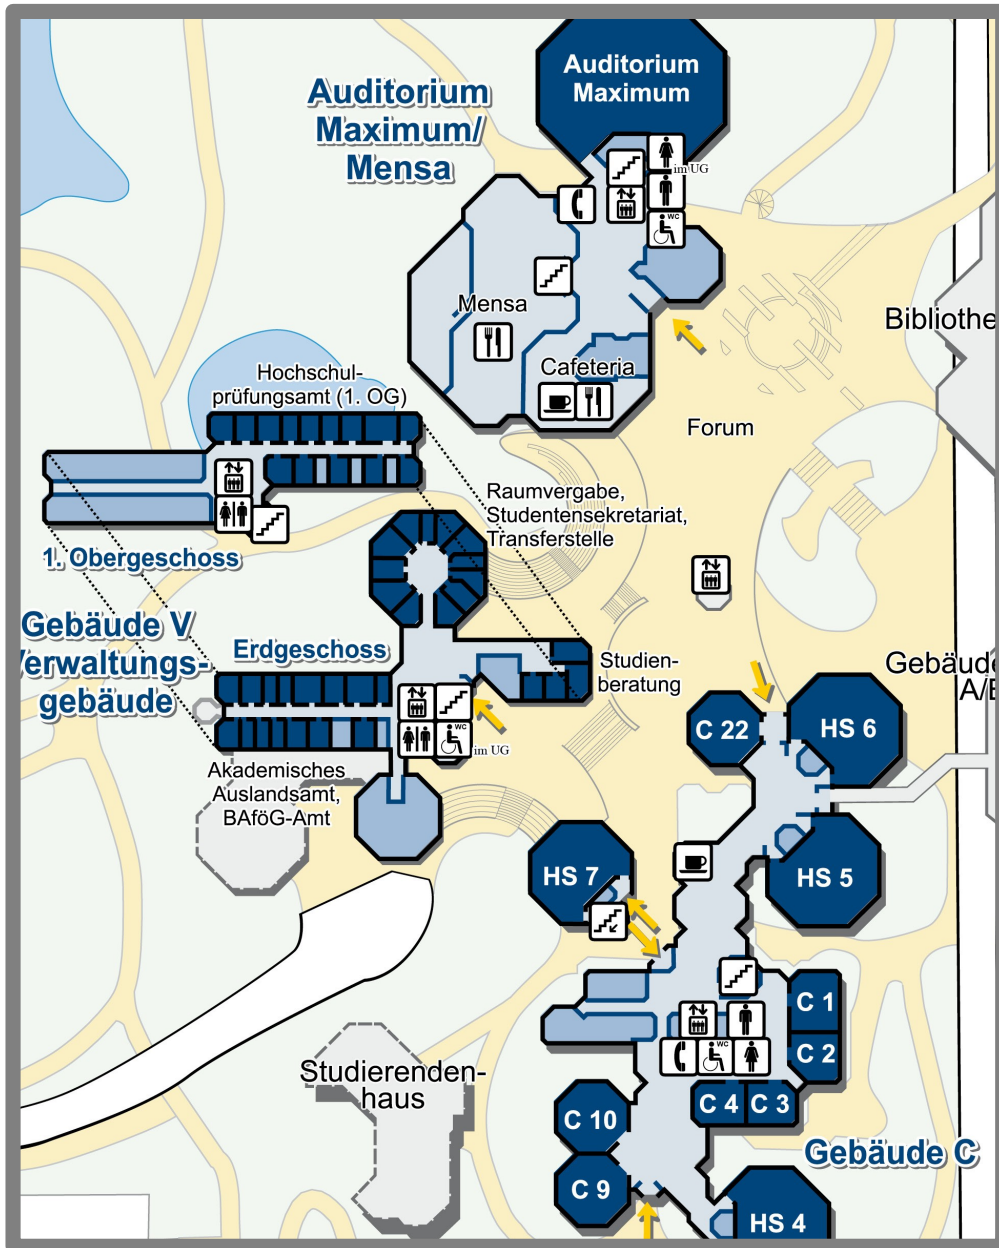 Auditorium
Maximum
Auditorium
Maximum/
Mensa
im UG
WC
Mensa
Cafeteria
Bibliothe
Forum
Hochschul-
prüfungsamt (1. OG)
Raumvergabe,
Studentensekretariat,
Transferstelle
1. Obergeschoss
Gebäude V
Verwaltungs-
gebäude
Erdgeschoss
Studien-
beratung
WC
im UG
Akademisches
Auslandsamt,
BAföG-Amt
Gebäude
A/B
C 22
HS 6
HS 7
HS 5
C 1
C 2
WC
C 4
C 3
Studierenden-
haus
C 10
C 9
Gebäude C
HS 4